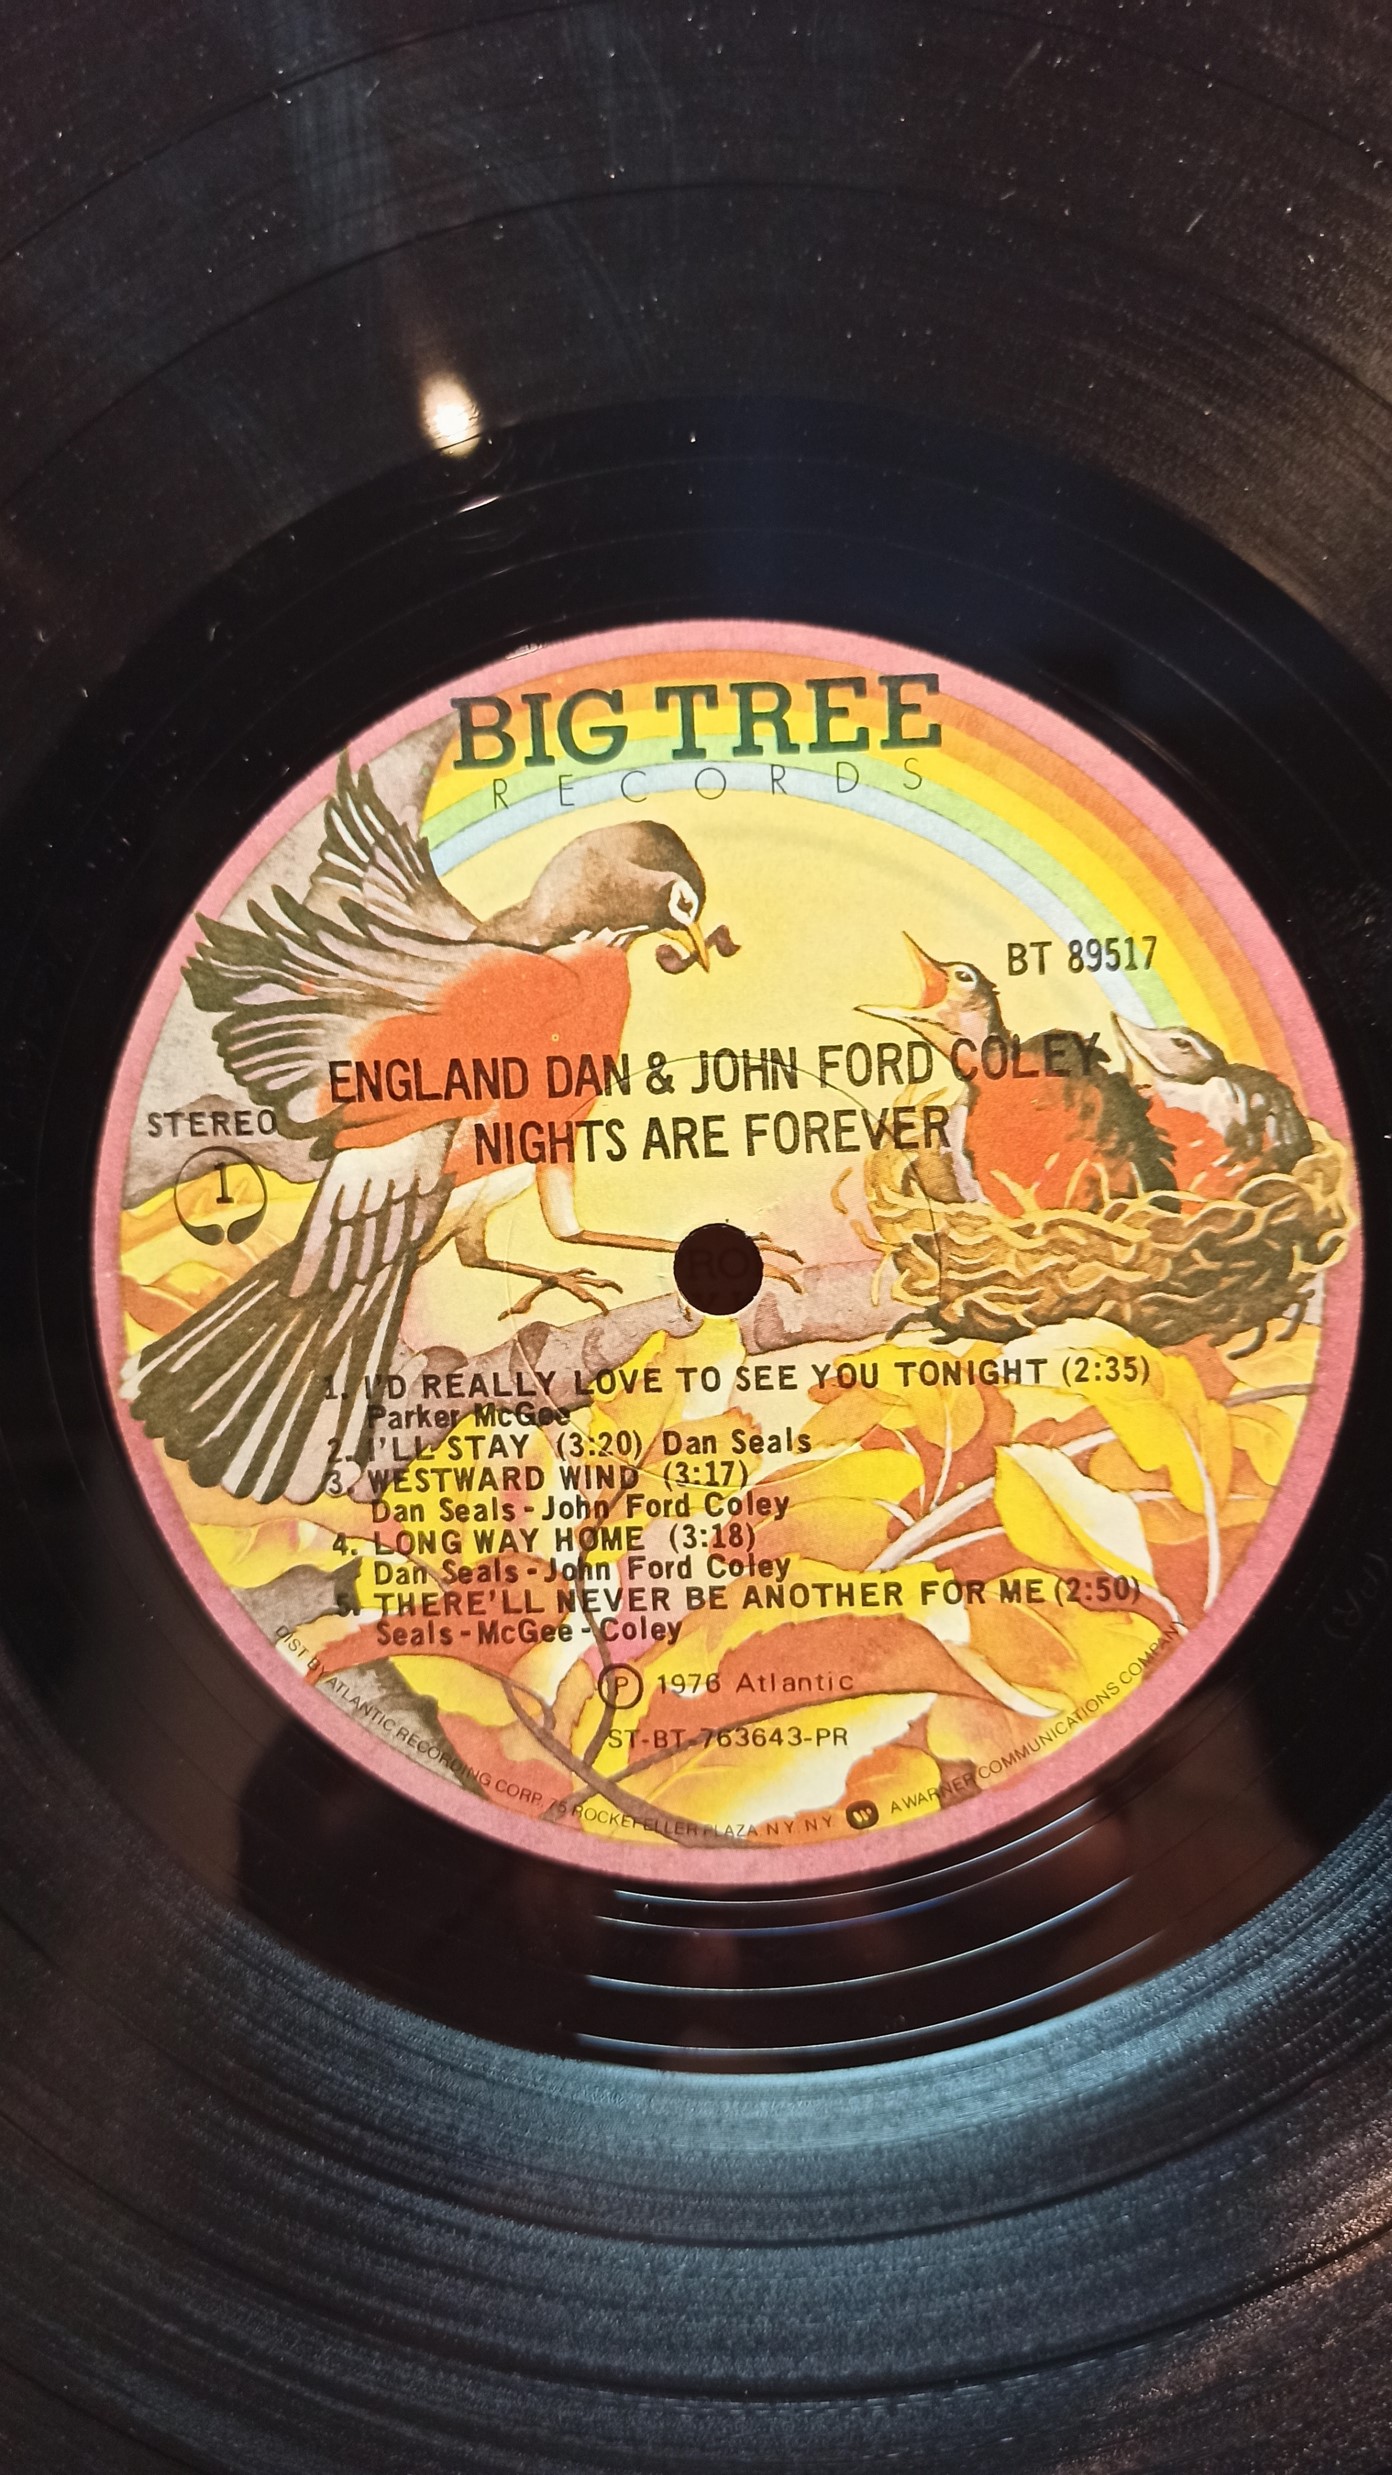 BIG TREE
RECORDS
BT 89517
ENGLAND DAN & JOHN FORD COLEY
NIGHTS ARE FOREVER
STEREO
1
1. I'D REALLY LOVE TO SEE YOU TONIGHT (2:35)
Parker McGee
2. I'LL STAY (3:20) Dan Seals
3. WESTWARD WIND (3:17)
Dan Seals - John Ford Coley
4. LONG WAY HOME (3:18)
Dan Seals - John Ford Coley
5. THERE'LL NEVER BE ANOTHER FOR ME (2:50)
Seals - McGee - Coley
Ⓟ 1976 Atlantic
ST-BT-763643-PR
DIST BY ATLANTIC RECORDING CORP. 75 ROCKEFELLER PLAZA N Y. N Y. A WARNER COMMUNICATIONS COMPANY